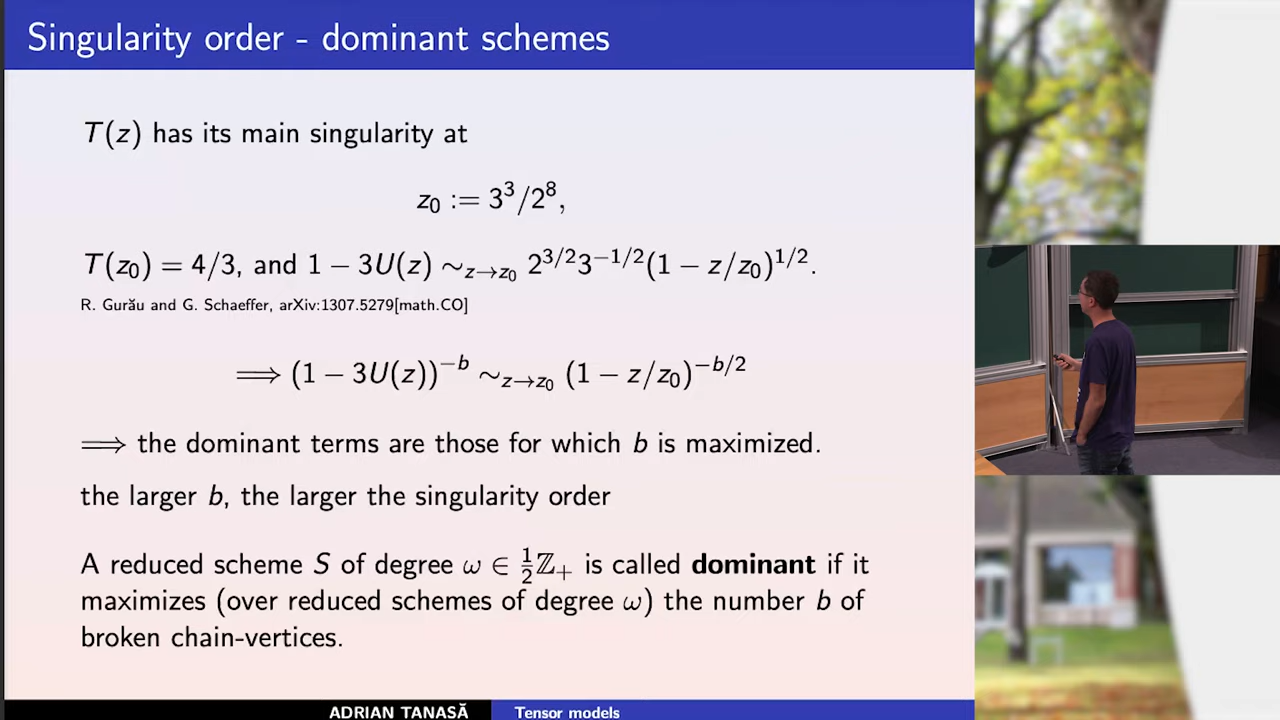 Singularity order - dominant schemes
T(z) has its main singularity at
z₀ := 3³/2⁸,
T(z₀) = 4/3, and 1 − 3U(z) ∼_{z→z₀} 2^{3/2}3^{−1/2}(1 − z/z₀)^{1/2}.
R. Gurău and G. Schaeffer, arXiv:1307.5279[math.CO]
⟹ (1 − 3U(z))^{−b} ∼_{z→z₀} (1 − z/z₀)^{−b/2}
⟹ the dominant terms are those for which b is maximized.
the larger b, the larger the singularity order
A reduced scheme S of degree ω ∈ ½ℤ₊ is called dominant if it
maximizes (over reduced schemes of degree ω) the number b of
broken chain-vertices.
ADRIAN TANASĂ Tensor models